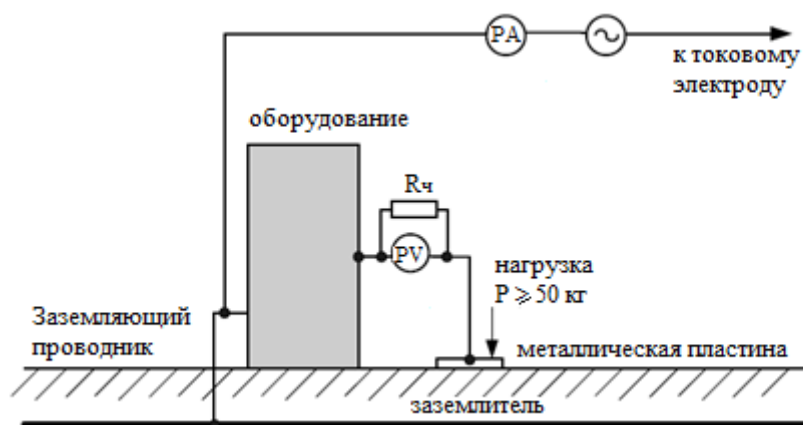 PA
к токовому
электроду
оборудование
Rч
PV
нагрузка
P ⩾ 50 кг
Заземляющий
проводник
металлическая пластина
заземлитель